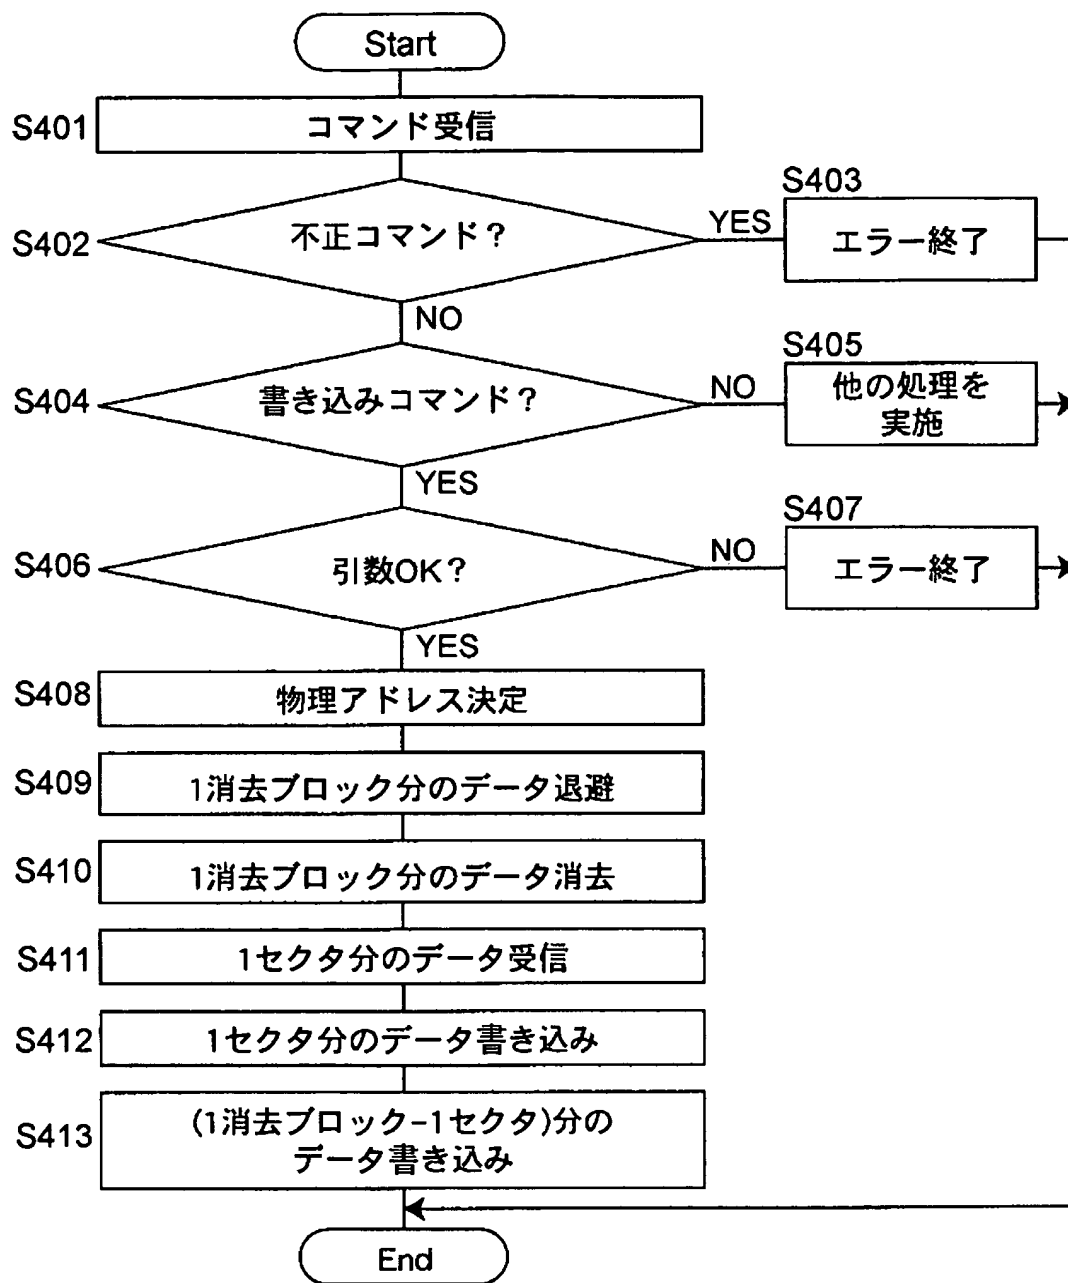 Start
S401
コマンド受信
S402
不正コマンド？
YES
S403
エラー終了
NO
S404
書き込みコマンド？
NO
S405
他の処理を
実施
YES
S406
引数OK？
NO
S407
エラー終了
YES
S408
物理アドレス決定
S409
1消去ブロック分のデータ退避
S410
1消去ブロック分のデータ消去
S411
1セクタ分のデータ受信
S412
1セクタ分のデータ書き込み
S413
(1消去ブロック−1セクタ)分の
データ書き込み
End